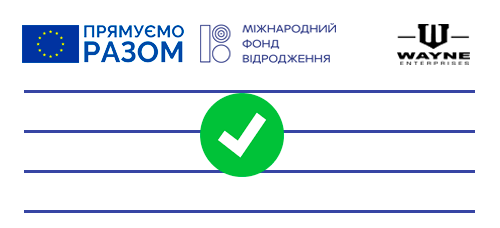 ПРЯМУЄМО
РАЗОМ
МІЖНАРОДНИЙ
ФОНД
ВІДРОДЖЕННЯ
WAYNE
ENTERPRISES